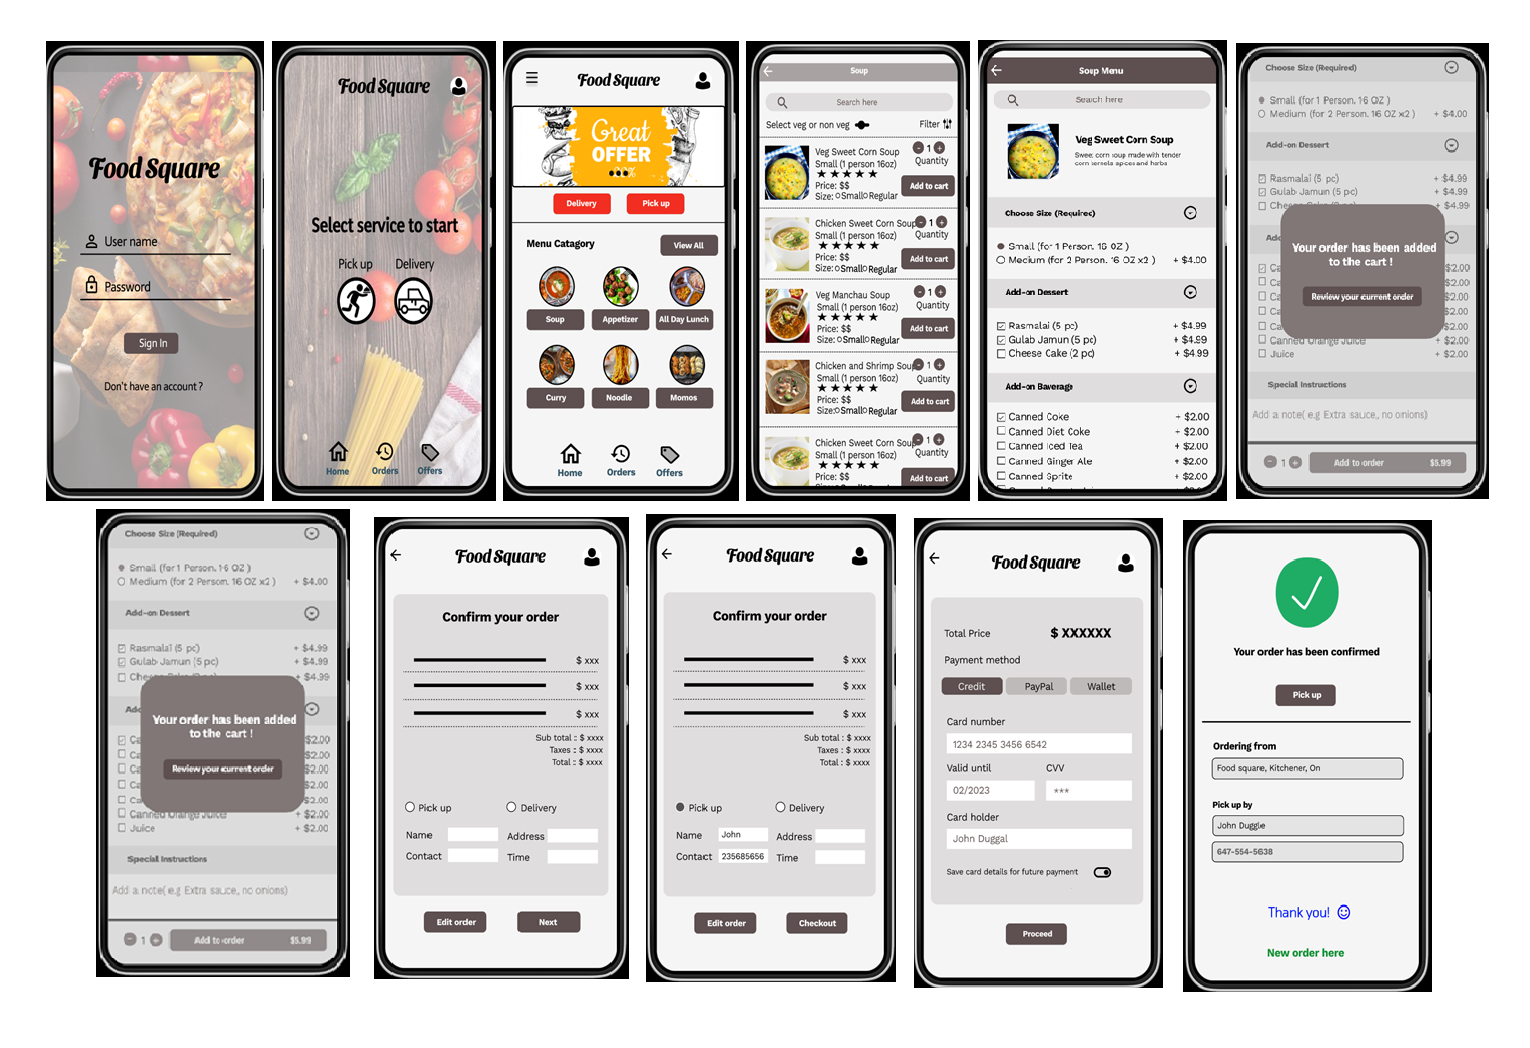 Food Square
User name
Password
Sign In
Don't have an account ?
Food Square
Select service to start
Pick up Delivery
Home Orders Offers
Food Square
Great
OFFER
%
Delivery Pick up
Menu Catagory View All
Soup Appetizer All Day Lunch
Curry Noodle Momos
Home Orders Offers
Soup
Search here
Select veg or non veg Filter
Veg Sweet Corn Soup
Small (1 person 16oz)
Price: $$
Size: Small Regular
1
Quantity
Add to cart
Chicken Sweet Corn Soup
Small (1 person 16oz)
Price: $$
Size: Small Regular
1
Quantity
Add to cart
Veg Manchau Soup
Small (1 person 16oz)
Price: $$
Size: Small Regular
1
Quantity
Add to cart
Chicken and Shrimp Soup
Small (1 person 16oz)
Price: $$
Size: Small Regular
1
Quantity
Add to cart
Chicken Sweet Corn Soup
Small (1 person 16oz)
Price: $$
1
Quantity
Add to cart
Soup Menu
Search here
Veg Sweet Corn Soup
Sweet corn soup made with tender
corn kernels spices and herbs
Choose Size (Required)
Small (for 1 Person, 16 OZ )
Medium (for 2 Person, 16 OZ x2 ) + $4.00
Add-on Dessert
Rasmalai (5 pc) + $4.99
Gulab Jamun (5 pc) + $4.99
Cheese Cake (2 pc) + $4.99
Add-on Baverage
Canned Coke + $2.00
Canned Diet Coke + $2.00
Canned Iced Tea + $2.00
Canned Ginger Ale + $2.00
Canned Sprite + $2.00
Choose Size (Required)
Small (for 1 Person, 16 OZ )
Medium (for 2 Person, 16 OZ x2 ) + $4.00
Add-on Dessert
Rasmalai (5 pc) + $4.99
Gulab Jamun (5 pc) + $4.99
+ $4.99
Your order has been added
to the cart !
Review your current order
Canned Orange Juice + $2.00
Juice + $2.00
Special Instructions
Add a note( e.g Extra sauce,, no onions)
1 Add to order $5.99
Choose Size (Required)
Small (for 1 Person, 16 OZ )
Medium (for 2 Person, 16 OZ x2 ) + $4.00
Add-on Dessert
Rasmalai (5 pc) + $4.99
Gulab Jamun (5 pc) + $4.99
+ $4.99
Your order has been added
to the cart !
Review your current order
Canned Orange Juice + $2.00
Juice + $2.00
Special Instructions
Add a note( e.g Extra sauce,, no onions)
1 Add to order $5.99
Food Square
Confirm your order
$ xxx
$ xxx
$ xxx
Sub total : $ xxxx
Taxes : $ xxxx
Total : $ xxxx
Pick up Delivery
Name Address
Contact Time
Edit order Next
Food Square
Confirm your order
$ xxx
$ xxx
$ xxx
Sub total : $ xxxx
Taxes : $ xxxx
Total : $ xxxx
Pick up Delivery
Name John Address
Contact 235685656 Time
Edit order Checkout
Food Square
Total Price $ XXXXXX
Payment method
Credit PayPal Wallet
Card number
1234 2345 3456 6542
Valid until CVV
02/2023 ***
Card holder
John Duggal
Save card details for future payment
Proceed
Your order has been confirmed
Pick up
Ordering from
Food square, Kitchener, On
Pick up by
John Duggle
647-554-5638
Thank you!
New order here